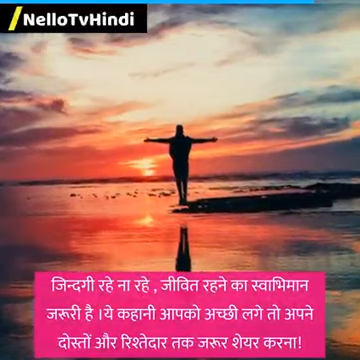 /NelloTvHindi
जिन्दगी रहे ना रहे , जीवित रहने का स्वाभिमान
जरूरी है ।ये कहानी आपको अच्छी लगे तो अपने
दोस्तों और रिश्तेदार तक जरूर शेयर करना!